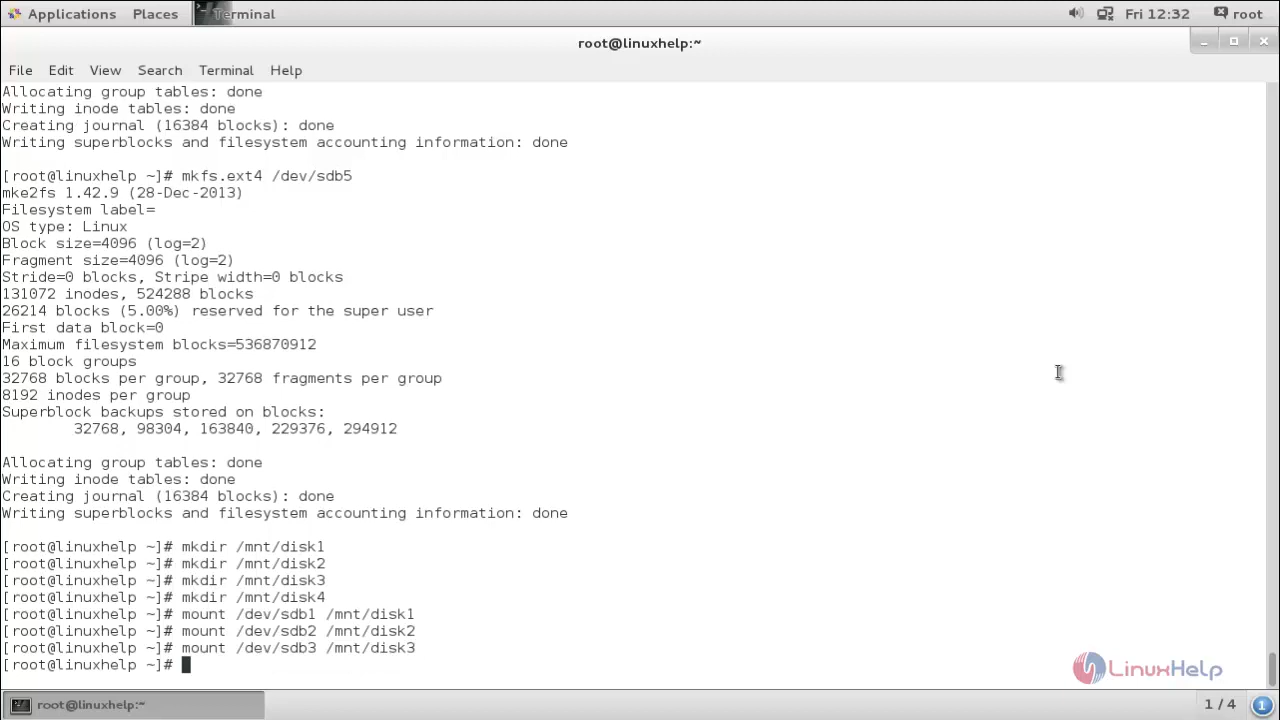 Applications Places Terminal Fri 12:32 root
root@linuxhelp:~
File Edit View Search Terminal Help
Allocating group tables: done
Writing inode tables: done
Creating journal (16384 blocks): done
Writing superblocks and filesystem accounting information: done
[root@linuxhelp ~]# mkfs.ext4 /dev/sdb5
mke2fs 1.42.9 (28-Dec-2013)
Filesystem label=
OS type: Linux
Block size=4096 (log=2)
Fragment size=4096 (log=2)
Stride=0 blocks, Stripe width=0 blocks
131072 inodes, 524288 blocks
26214 blocks (5.00%) reserved for the super user
First data block=0
Maximum filesystem blocks=536870912
16 block groups
32768 blocks per group, 32768 fragments per group
8192 inodes per group
Superblock backups stored on blocks:
32768, 98304, 163840, 229376, 294912
Allocating group tables: done
Writing inode tables: done
Creating journal (16384 blocks): done
Writing superblocks and filesystem accounting information: done
[root@linuxhelp ~]# mkdir /mnt/disk1
[root@linuxhelp ~]# mkdir /mnt/disk2
[root@linuxhelp ~]# mkdir /mnt/disk3
[root@linuxhelp ~]# mkdir /mnt/disk4
[root@linuxhelp ~]# mount /dev/sdb1 /mnt/disk1
[root@linuxhelp ~]# mount /dev/sdb2 /mnt/disk2
[root@linuxhelp ~]# mount /dev/sdb3 /mnt/disk3
[root@linuxhelp ~]#
LinuxHelp
root@linuxhelp:~ 1 / 4 1